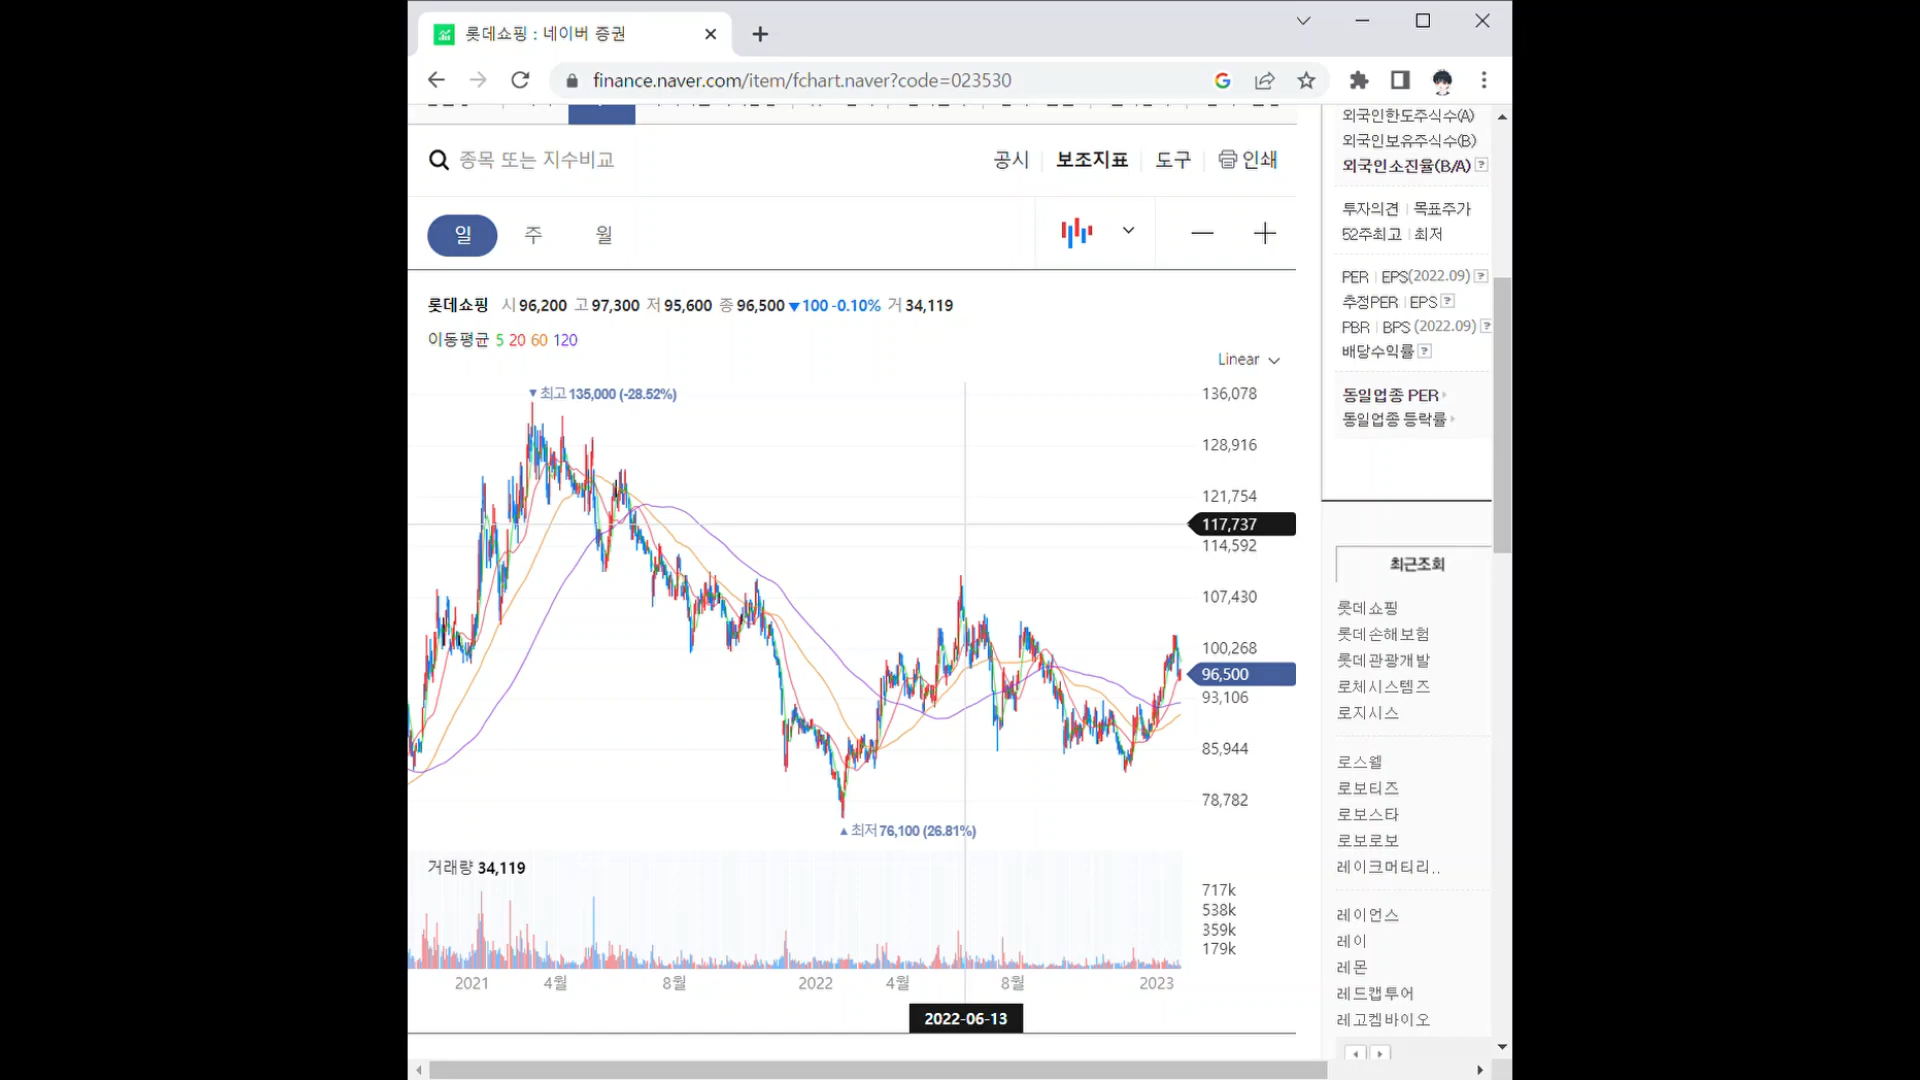 롯데쇼핑 : 네이버 증권
finance.naver.com/item/fchart.naver?code=023530
종목 또는 지수비교
공시 보조지표 도구 인쇄
일 주 월
롯데쇼핑 시 96,200 고 97,300 저 95,600 종 96,500 ▼100 -0.10% 거 34,119
이동평균 5 20 60 120
Linear
▼최고 135,000 (-28.52%)
136,078
128,916
121,754
117,737
114,592
107,430
100,268
96,500
93,106
85,944
78,782
▲최저 76,100 (26.81%)
거래량 34,119
717k
538k
359k
179k
2021 4월 8월 2022 4월 8월 2023
2022-06-13
외국인한도주식수(A)
외국인보유주식수(B)
외국인소진율(B/A) ?
투자의견 | 목표주가
52주최고 | 최저
PER | EPS(2022.09) ?
추정PER | EPS ?
PBR | BPS (2022.09) ?
배당수익률 ?
동일업종 PER
동일업종 등락률
최근조회
롯데쇼핑
롯데손해보험
롯데관광개발
로체시스템즈
로지시스
로스웰
로보티즈
로보스타
로보로보
레이크머티리..
레이언스
레이
레몬
레드캡투어
레고켐바이오